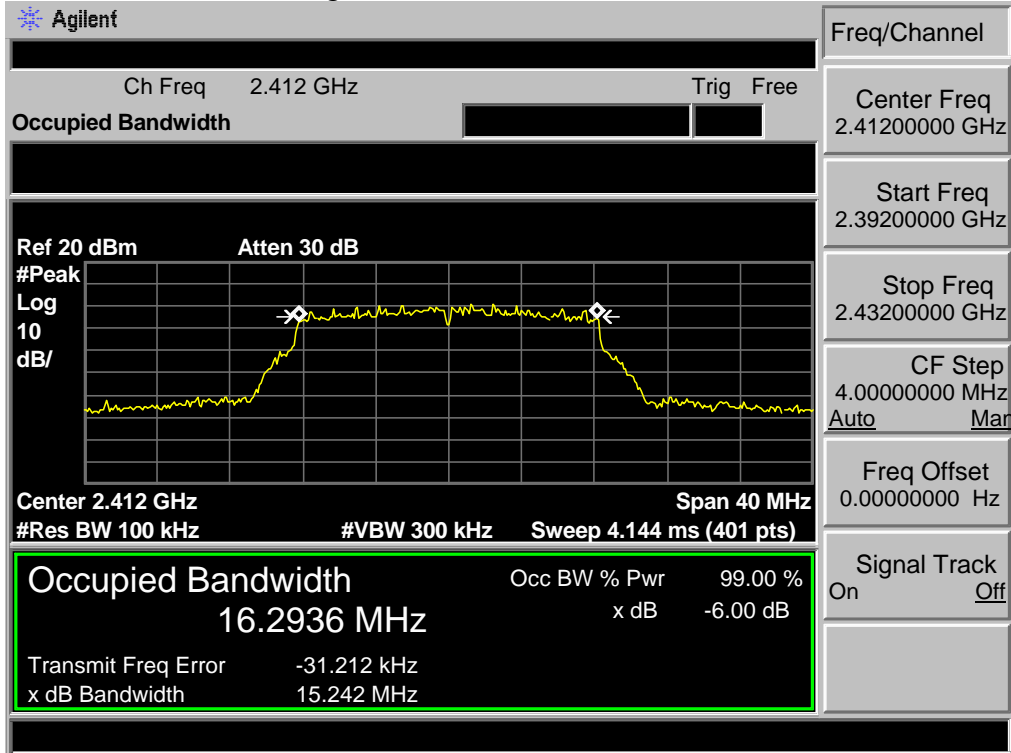 Agilent
Freq/Channel
Ch Freq 2.412 GHz Trig Free
Occupied Bandwidth
Center Freq
2.41200000 GHz
Start Freq
2.39200000 GHz
Stop Freq
2.43200000 GHz
CF Step
4.00000000 MHz
Auto Man
Freq Offset
0.00000000 Hz
Signal Track
On Off
Ref 20 dBm Atten 30 dB
#Peak
Log
10
dB/
Center 2.412 GHz Span 40 MHz
#Res BW 100 kHz #VBW 300 kHz Sweep 4.144 ms (401 pts)
Occupied Bandwidth Occ BW % Pwr 99.00 %
16.2936 MHz x dB -6.00 dB
Transmit Freq Error -31.212 kHz
x dB Bandwidth 15.242 MHz